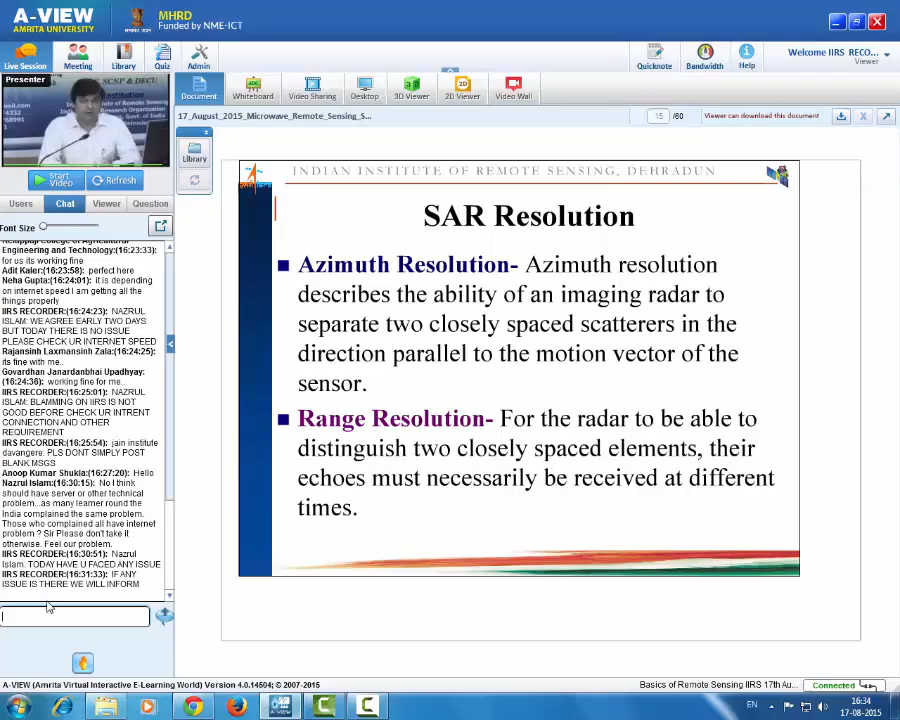 A-VIEW
AMRITA UNIVERSITY
MHRD
Funded by NME-ICT
Live Session
Meeting
Library
Quiz
Admin
Quicknote
Bandwidth
Help
Welcome IIRS RECO...
Viewer
Presenter
Document
Whiteboard
Video Sharing
Desktop
3D Viewer
2D Viewer
Video Wall
17_August_2015_Microwave_Remote_Sensing_S...
15 /60
Viewer can download this document
Library
Start Video
Refresh
Users
Chat
Viewer
Question
Font Size
Engineering and Technology:(16:23:33):
for us its working fine
Adit Kaler:(16:23:58): perfect here
Neha Gupta:(16:24:01): it is depending
on internet speed I am getting all the
things properly
IIRS RECORDER:(16:24:23): NAZRUL
ISLAM: WE AGREE EARLY TWO DAYS
BUT TODAY THERE IS NO ISSUE
PLEASE CHECK UR INTERNET SPEED
Rajansinh Laxmansinh Zala:(16:24:25):
its fine with me..
Govardhan Janardanbhai Upadhyay:
(16:24:36): working fine for me..
IIRS RECORDER:(16:25:01): NAZRUL
ISLAM: BLAMMING ON IIRS IS NOT
GOOD BEFORE CHECK UR INTRENT
CONNECTION AND OTHER
REQUIREMENT
IIRS RECORDER:(16:25:54): jain institute
davangere: PLS DONT SIMPLY POST
BLANK MSGS
Anoop Kumar Shukla:(16:27:20): Hello
Nazrul Islam:(16:30:15): No I think
should have server or other technical
problem...as many learner round the
India complained the same problem.
Those who complained all have internet
problem ? Sir Please don't take it
otherwise. Feel our problem.
IIRS RECORDER:(16:30:51): Nazrul
Islam: TODAY HAVE U FACED ANY ISSUE
IIRS RECORDER:(16:31:33): IF ANY
ISSUE IS THERE WE WILL INFORM
INDIAN INSTITUTE OF REMOTE SENSING, DEHRADUN
SAR Resolution
Azimuth Resolution- Azimuth resolution
describes the ability of an imaging radar to
separate two closely spaced scatterers in the
direction parallel to the motion vector of the
sensor.
Range Resolution- For the radar to be able to
distinguish two closely spaced elements, their
echoes must necessarily be received at different
times.
A-VIEW (Amrita Virtual Interactive E-Learning World) Version 4.0.14504; © 2007-2015
Basics of Remote Sensing IIRS 17th Au...
Connected
EN
16:34
17-08-2015